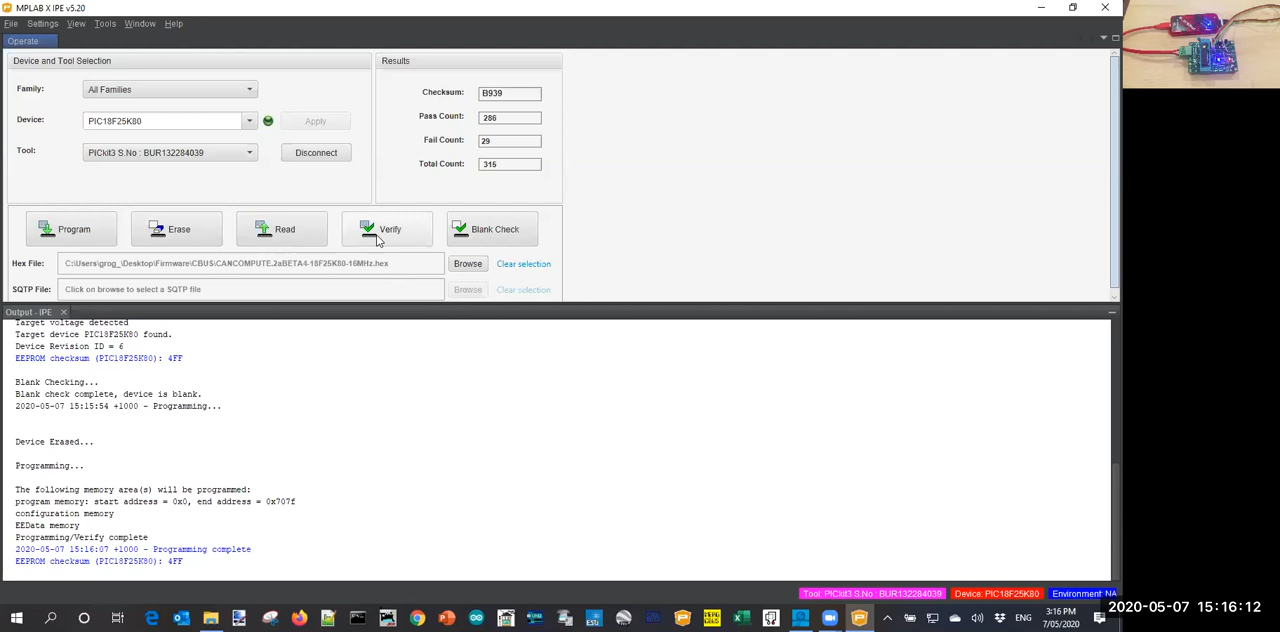 MPLAB X IPE v5.20
File Settings View Tools Window Help
Operate
Device and Tool Selection
Results
Family: All Families
Device: PIC18F25K80 Apply
Tool: PICkit3 S.No : BUR132284039 Disconnect
Checksum: B939
Pass Count: 286
Fail Count: 29
Total Count: 315
Program Erase Read Verify Blank Check
Hex File: C:\Users\grog_\Desktop\Firmware\CBUS\CANCOMPUTE.2aBETA4-18F25K80-16MHz.hex Browse Clear selection
SQTP File: Click on browse to select a SQTP file Browse Clear selection
Output - IPE
Target voltage detected
Target device PIC18F25K80 found.
Device Revision ID = 6
EEPROM checksum (PIC18F25K80): 4FF
Blank Checking...
Blank check complete, device is blank.
2020-05-07 15:15:54 +1000 - Programming...
Device Erased...
Programming...
The following memory area(s) will be programmed:
program memory: start address = 0x0, end address = 0x707f
configuration memory
EEData memory
Programming/Verify complete
2020-05-07 15:16:07 +1000 - Programming complete
EEPROM checksum (PIC18F25K80): 4FF
Tool: PICkit3 S.No : BUR132284039 Device: PIC18F25K80 Environment: NA
ENG
3:16 PM
7/05/2020
2020-05-07 15:16:12